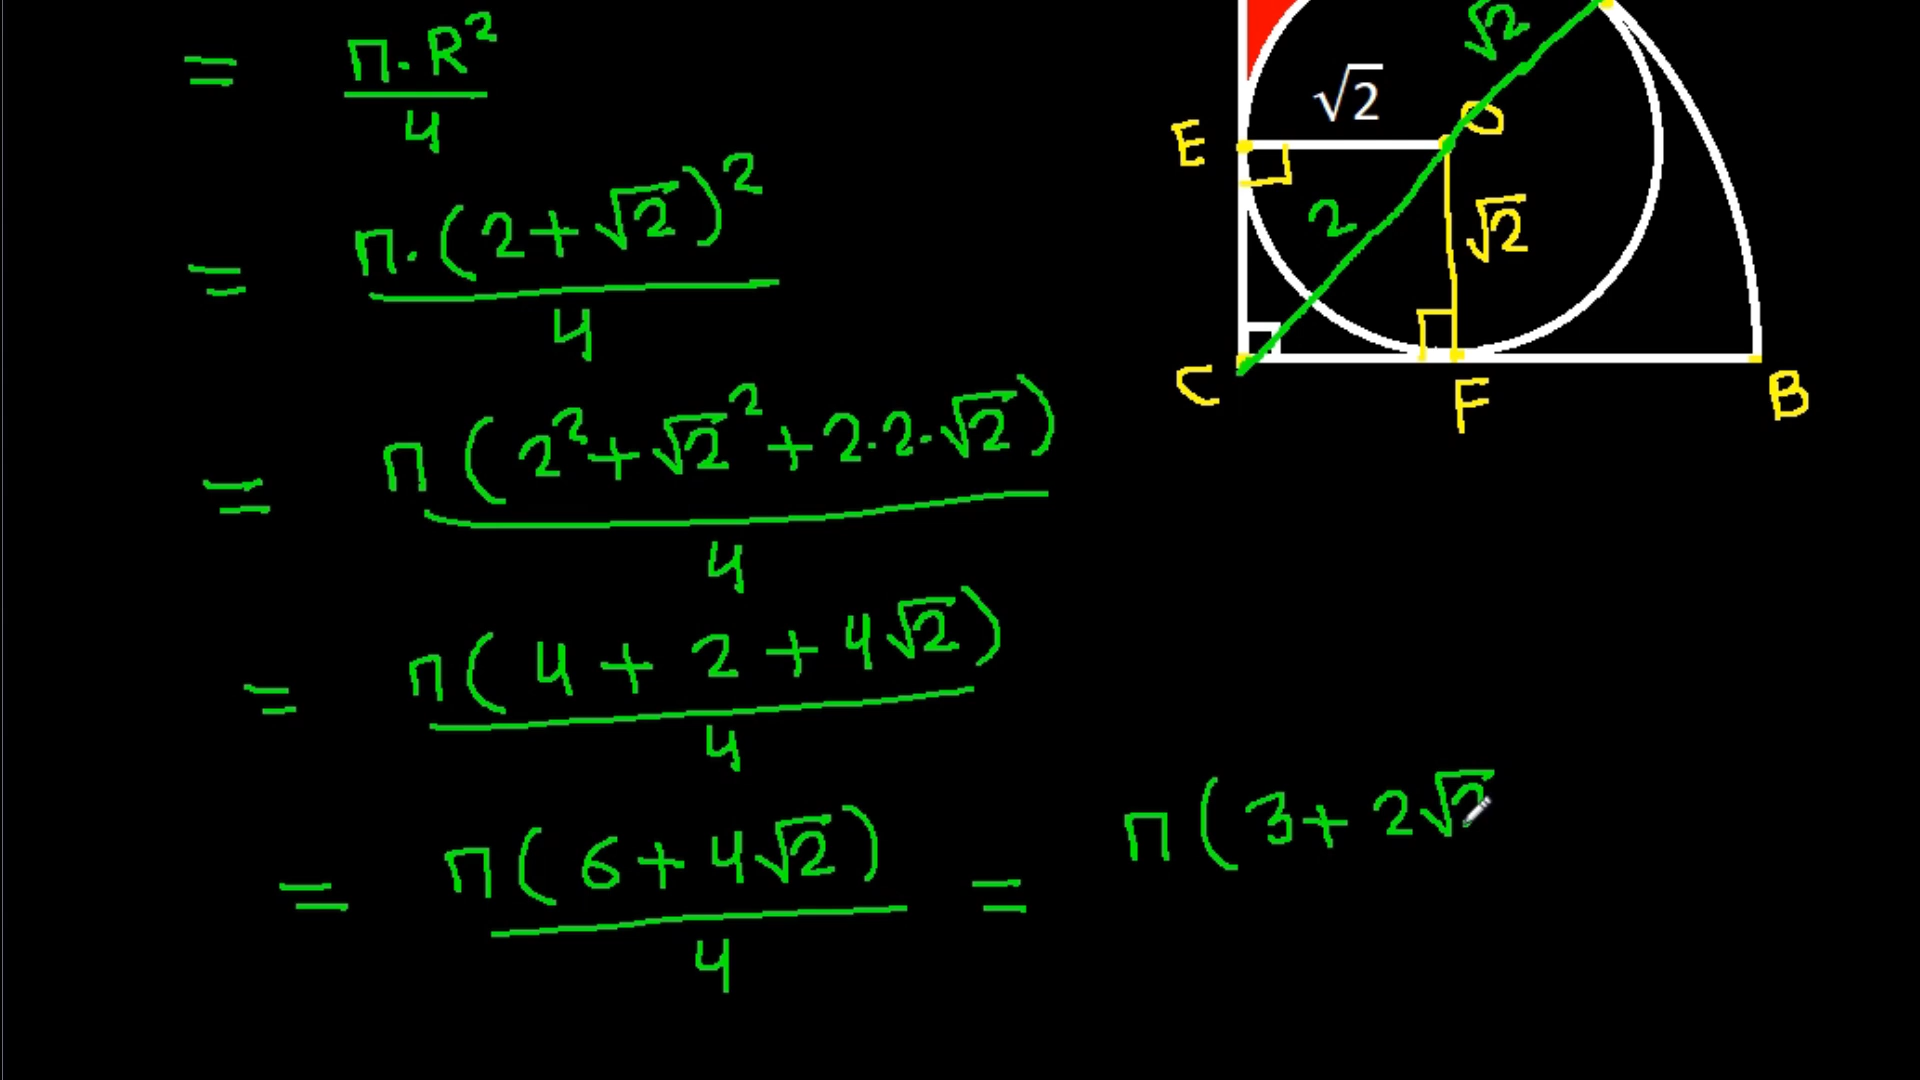 = π.R²/4
= π.(2+√2)²/4
= π(2²+√2²+2.2.√2)/4
= π(4+2+4√2)/4
= π(6+4√2)/4 = π(3+2√2
√2
√2
E
O
2
√2
C
F
B